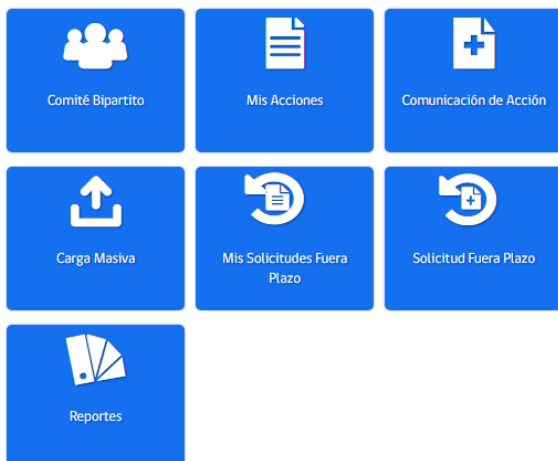 Comité Bipartito
Mis Acciones
Comunicación de Acción
Carga Masiva
Mis Solicitudes Fuera
Plazo
Solicitud Fuera Plazo
Reportes